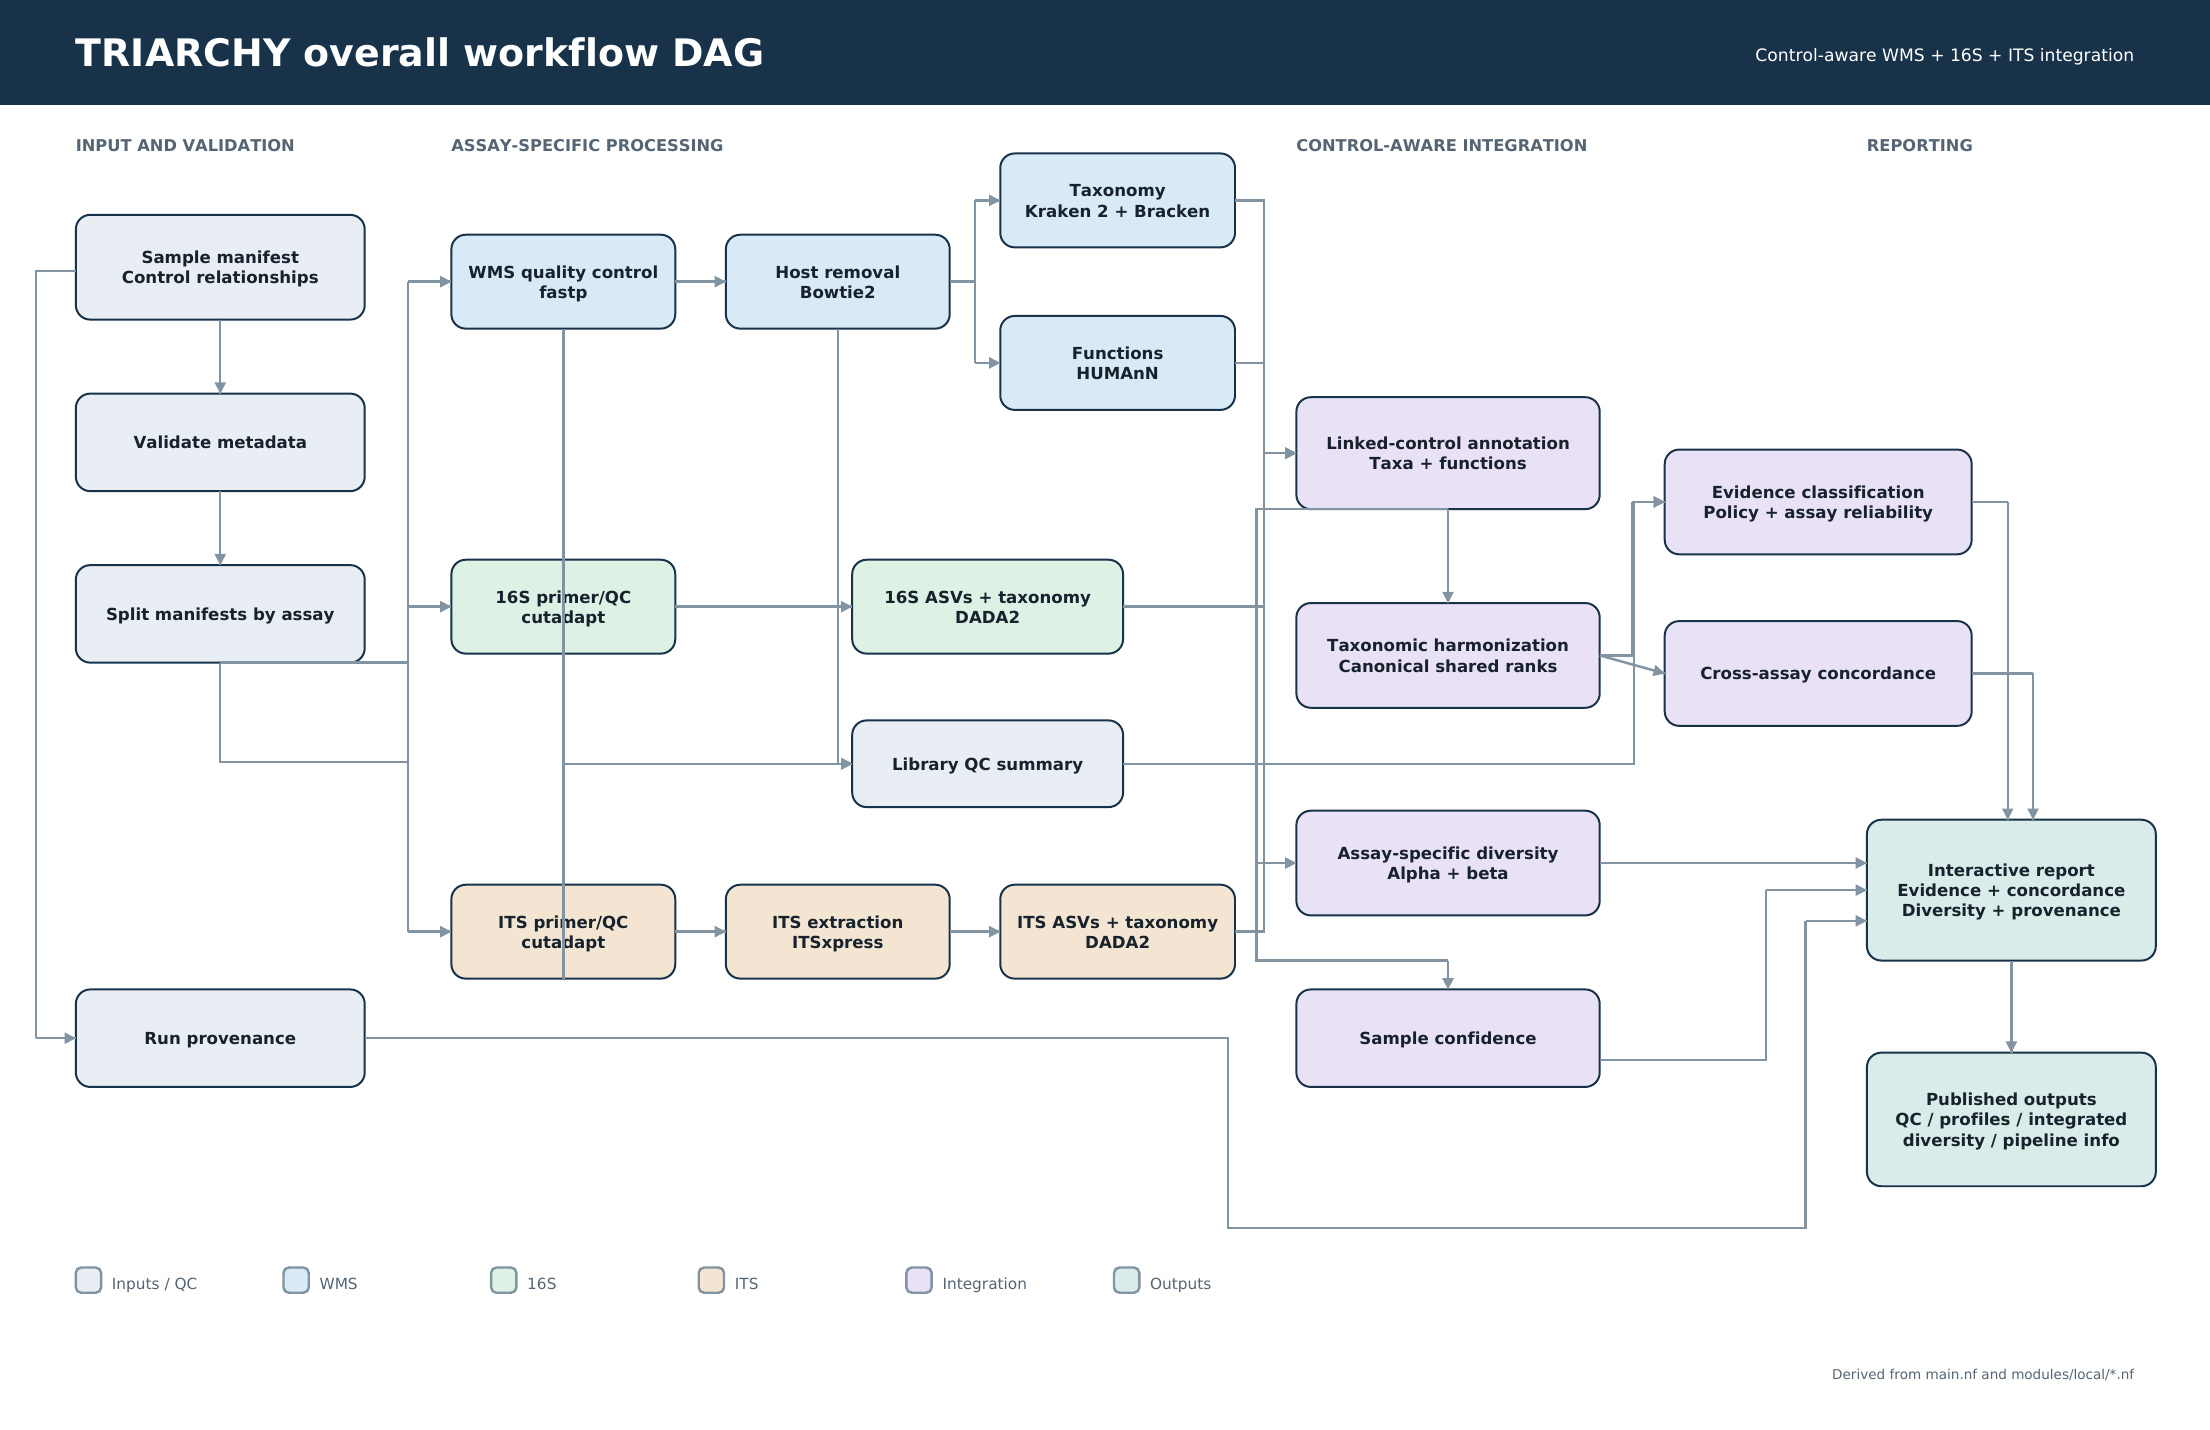 TRIARCHY overall workflow DAG
Control-aware WMS + 16S + ITS integration
INPUT AND VALIDATION
ASSAY-SPECIFIC PROCESSING
CONTROL-AWARE INTEGRATION
REPORTING
Sample manifest
Control relationships
Validate metadata
Split manifests by assay
Run provenance
WMS quality control
fastp
Host removal
Bowtie2
Taxonomy
Kraken 2 + Bracken
Functions
HUMAnN
16S primer/QC
cutadapt
16S ASVs + taxonomy
DADA2
Library QC summary
ITS primer/QC
cutadapt
ITS extraction
ITSxpress
ITS ASVs + taxonomy
DADA2
Linked-control annotation
Taxa + functions
Taxonomic harmonization
Canonical shared ranks
Assay-specific diversity
Alpha + beta
Sample confidence
Evidence classification
Policy + assay reliability
Cross-assay concordance
Interactive report
Evidence + concordance
Diversity + provenance
Published outputs
QC / profiles / integrated
diversity / pipeline info
Inputs / QC
WMS
16S
ITS
Integration
Outputs
Derived from main.nf and modules/local/*.nf